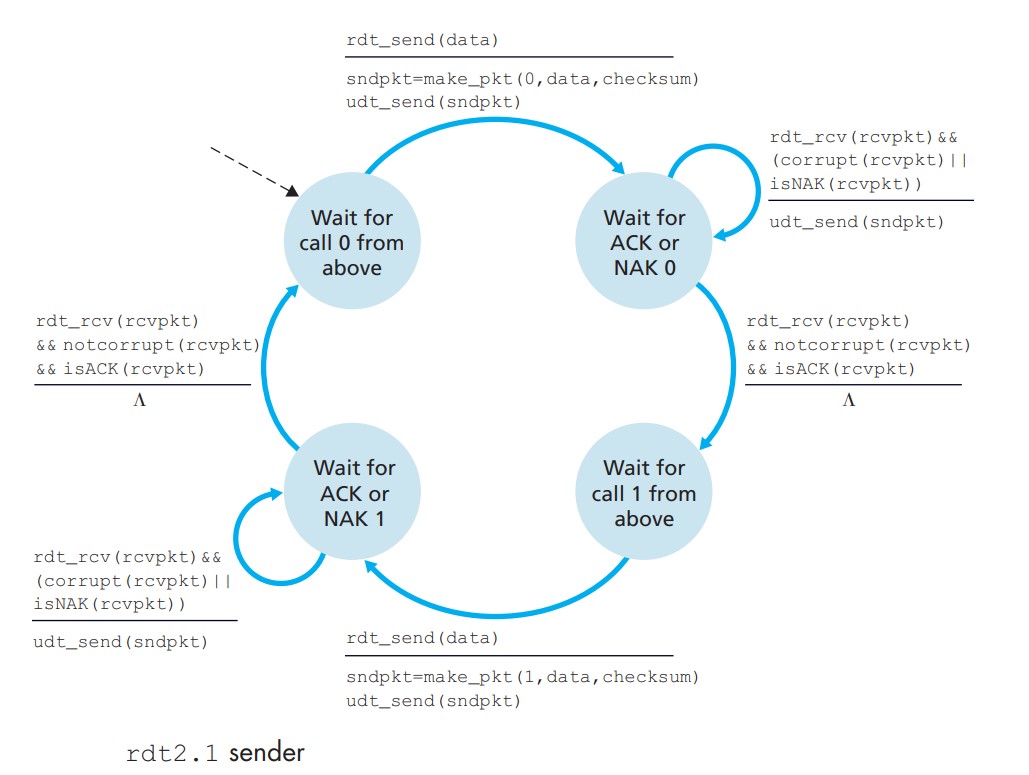 rdt_send(data)
sndpkt=make_pkt(0,data,checksum)
udt_send(sndpkt)
rdt_rcv(rcvpkt)&&
(corrupt(rcvpkt)||
isNAK(rcvpkt))
udt_send(sndpkt)
Wait for
call 0 from
above
Wait for
ACK or
NAK 0
rdt_rcv(rcvpkt)
&& notcorrupt(rcvpkt)
&& isACK(rcvpkt)
Λ
rdt_rcv(rcvpkt)
&& notcorrupt(rcvpkt)
&& isACK(rcvpkt)
Λ
Wait for
ACK or
NAK 1
Wait for
call 1 from
above
rdt_rcv(rcvpkt)&&
(corrupt(rcvpkt)||
isNAK(rcvpkt))
udt_send(sndpkt)
rdt_send(data)
sndpkt=make_pkt(1,data,checksum)
udt_send(sndpkt)
rdt2.1 sender